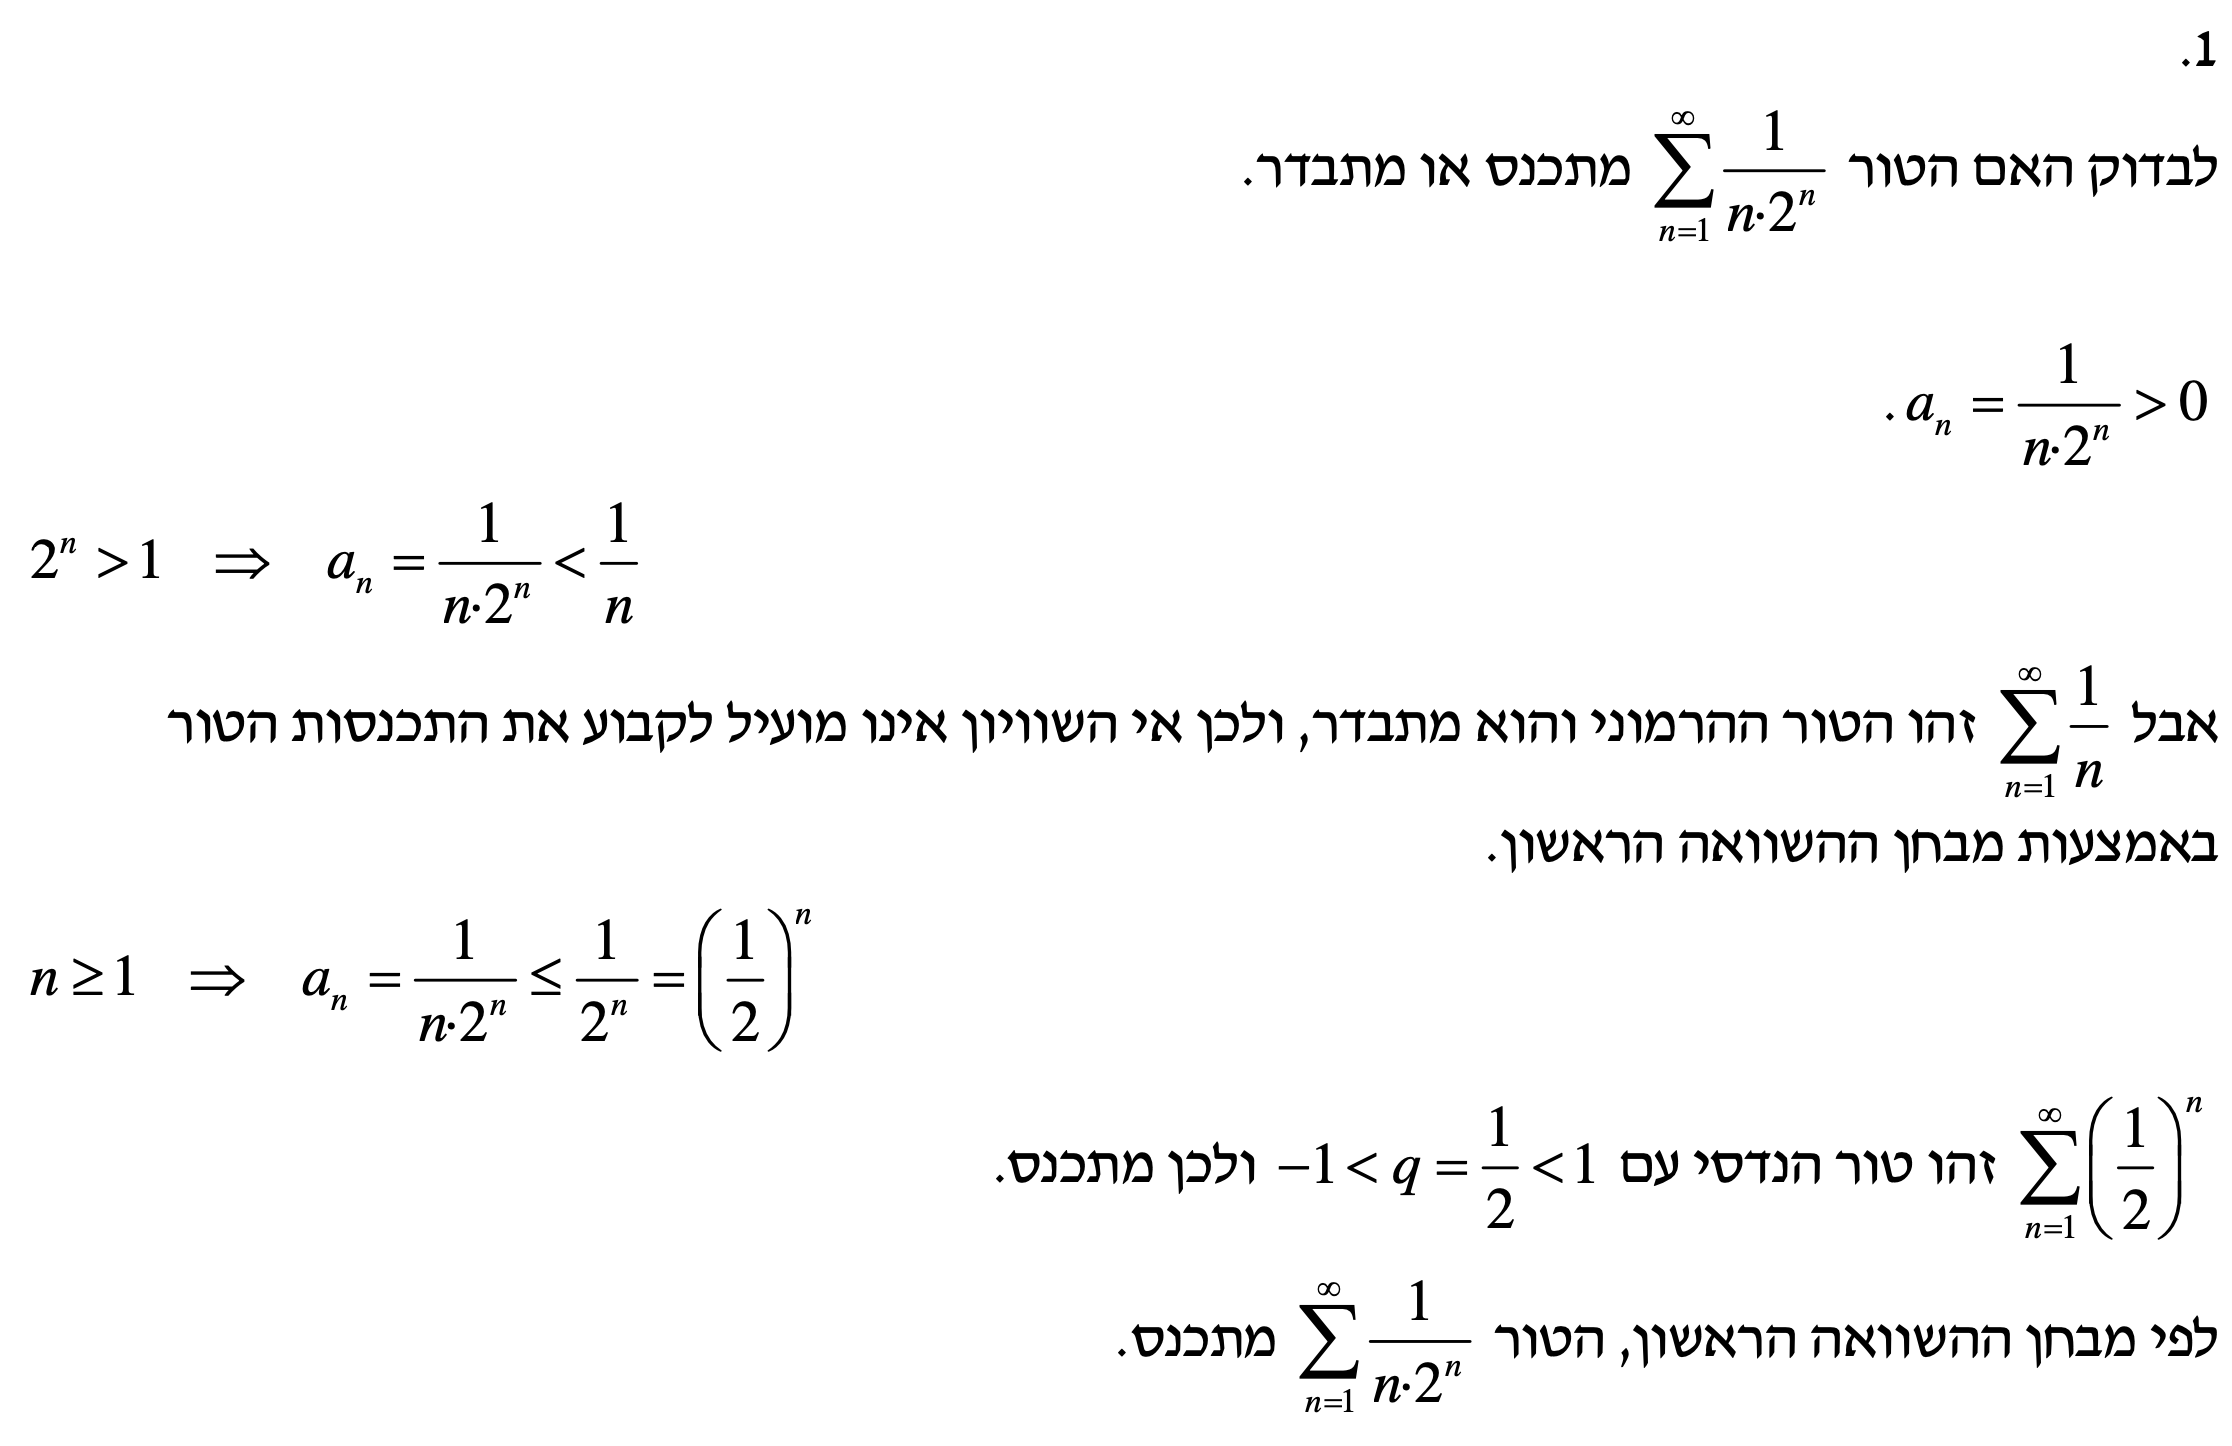 1.
לבדוק האם הטור $\sum_{n=1}^{\infty} \frac{1}{n \cdot 2^n}$ מתכנס או מתבדר.
$a_n = \frac{1}{n \cdot 2^n} > 0$.
$2^n > 1 \Rightarrow a_n = \frac{1}{n \cdot 2^n} < \frac{1}{n}$
אבל $\sum_{n=1}^{\infty} \frac{1}{n}$ זהו הטור ההרמוני והוא מתבדר, ולכן אי השוויון אינו מועיל לקבוע את התכנסות הטור
באמצעות מבחן ההשוואה הראשון.
$n \geq 1 \Rightarrow a_n = \frac{1}{n \cdot 2^n} \leq \frac{1}{2^n} = \left(\frac{1}{2}\right)^n$
$\sum_{n=1}^{\infty} \left(\frac{1}{2}\right)^n$ זהו טור הנדסי עם $-1 < q = \frac{1}{2} < 1$ ולכן מתכנס.
לפי מבחן ההשוואה הראשון, הטור $\sum_{n=1}^{\infty} \frac{1}{n \cdot 2^n}$ מתכנס.